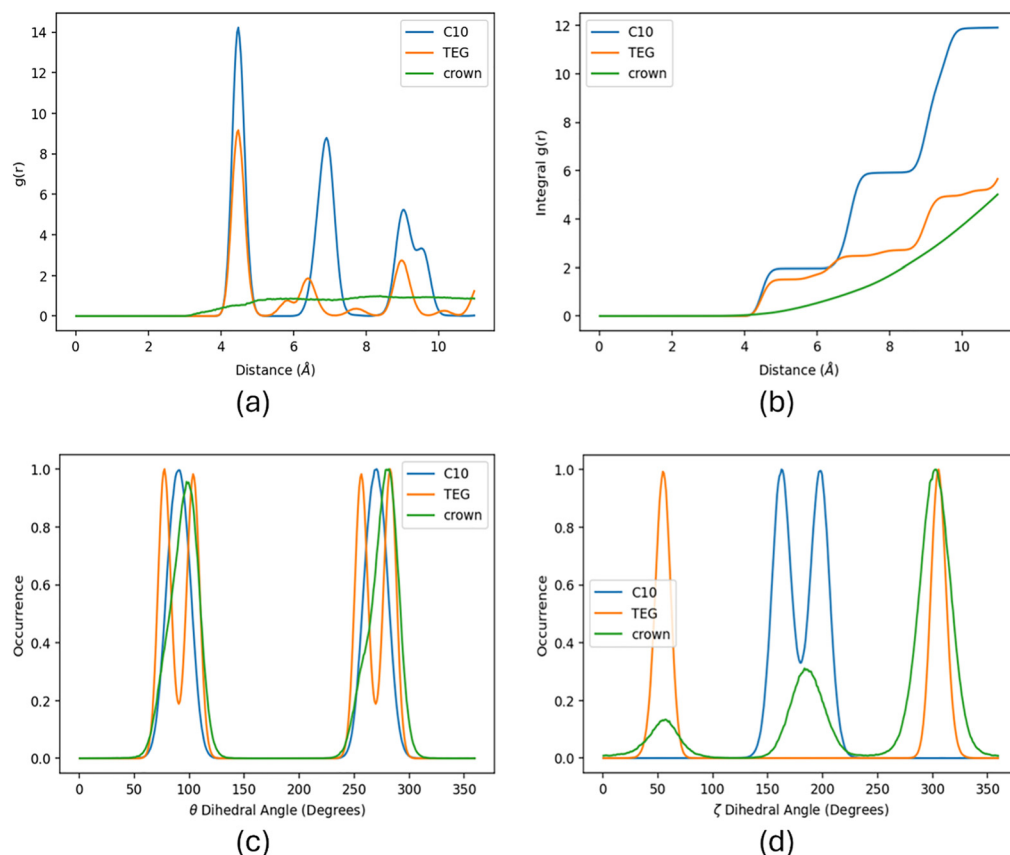 g(r)
14
12
10
8
6
4
2
0
C10
TEG
crown
0 2 4 6 8 10
Distance (Å)
(a)
Integral g(r)
12
10
8
6
4
2
0
C10
TEG
crown
0 2 4 6 8 10
Distance (Å)
(b)
Occurrence
1.0
0.8
0.6
0.4
0.2
0.0
C10
TEG
crown
0 50 100 150 200 250 300 350
θ Dihedral Angle (Degrees)
(c)
Occurrence
1.0
0.8
0.6
0.4
0.2
0.0
C10
TEG
crown
0 50 100 150 200 250 300 350
ζ Dihedral Angle (Degrees)
(d)